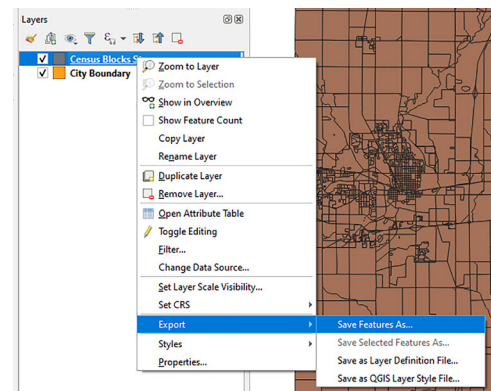 Layers
Census Blocks
City Boundary
Zoom to Layer
Zoom to Selection
Show in Overview
Show Feature Count
Copy Layer
Rename Layer
Duplicate Layer
Remove Layer...
Open Attribute Table
Toggle Editing
Filter...
Change Data Source...
Set Layer Scale Visibility...
Set CRS
Export
Styles
Properties...
Save Features As...
Save Selected Features As...
Save as Layer Definition File...
Save as QGIS Layer Style File...